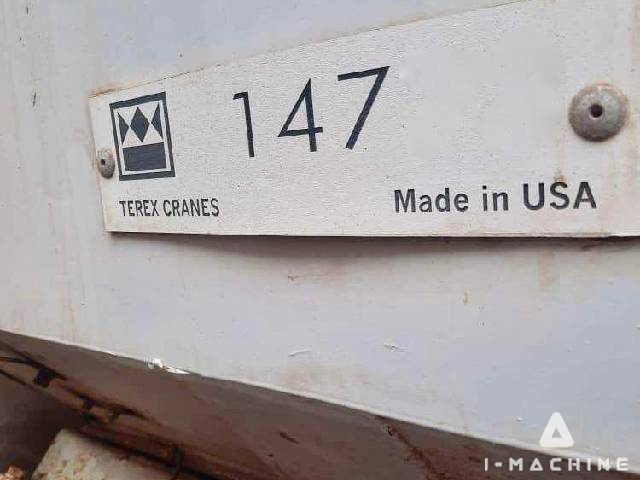 147
TEREX CRANES
Made in USA
I-MACHINE